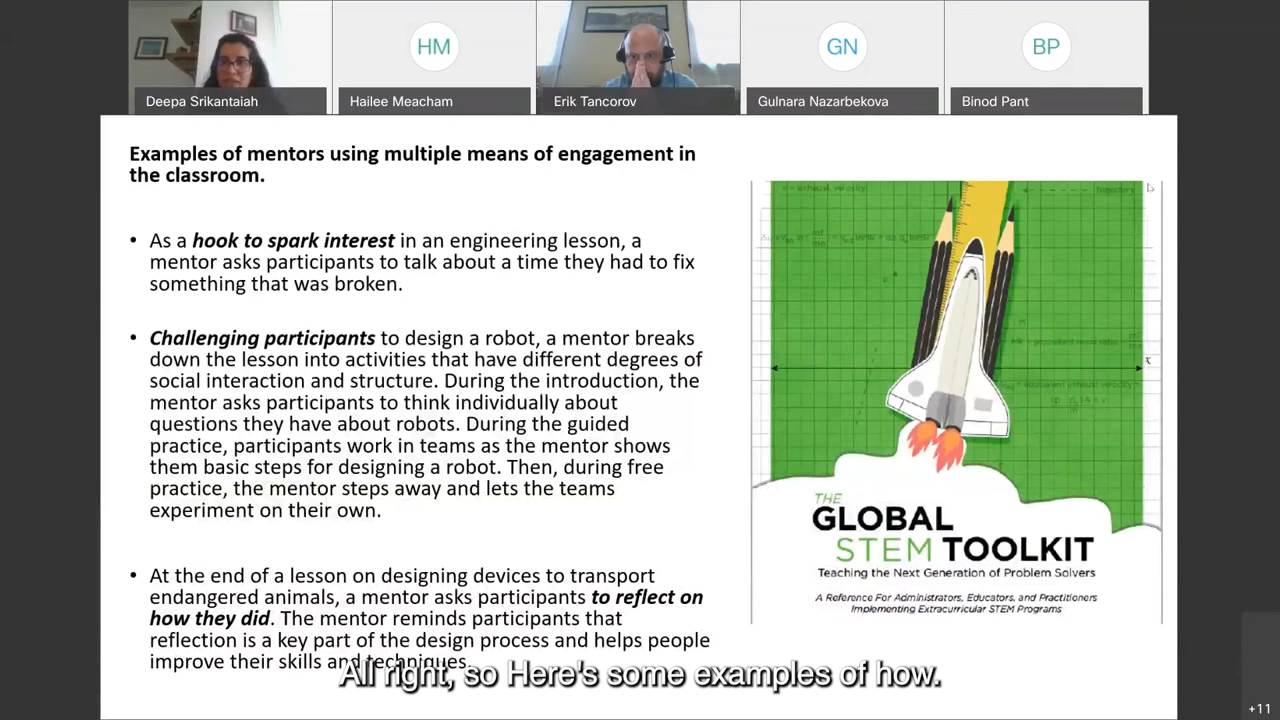 HM
GN
BP
Deepa Srikantaiah
Hailee Meacham
Erik Tancorov
Gulnara Nazarbekova
Binod Pant
Examples of mentors using multiple means of engagement in
the classroom.
• As a hook to spark interest in an engineering lesson, a
mentor asks participants to talk about a time they had to fix
something that was broken.
• Challenging participants to design a robot, a mentor breaks
down the lesson into activities that have different degrees of
social interaction and structure. During the introduction, the
mentor asks participants to think individually about
questions they have about robots. During the guided
practice, participants work in teams as the mentor shows
them basic steps for designing a robot. Then, during free
practice, the mentor steps away and lets the teams
experiment on their own.
• At the end of a lesson on designing devices to transport
endangered animals, a mentor asks participants to reflect on
how they did. The mentor reminds participants that
reflection is a key part of the design process and helps people
improve their skills and techniques.
= exhaust velocity
trajectory
THE
GLOBAL
STEM TOOLKIT
Teaching the Next Generation of Problem Solvers
A Reference For Administrators, Educators, and Practitioners
Implementing Extracurricular STEM Programs
All right, so Here's some examples of how.
+11